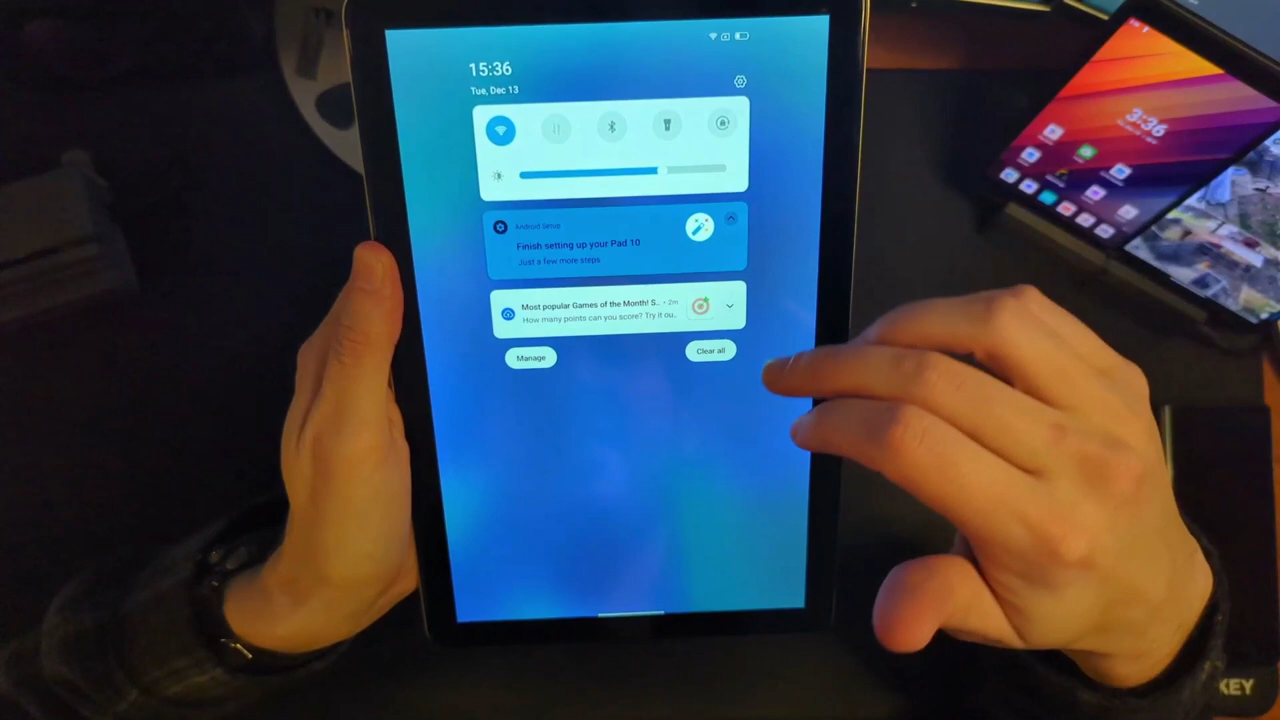 15:36
Tue, Dec 13
Android Setup
Finish setting up your Pad 10
Just a few more steps
Most popular Games of the Month! S.. • 2m
How many points can you score? Try it ou..
Manage
Clear all
3:36
KEY